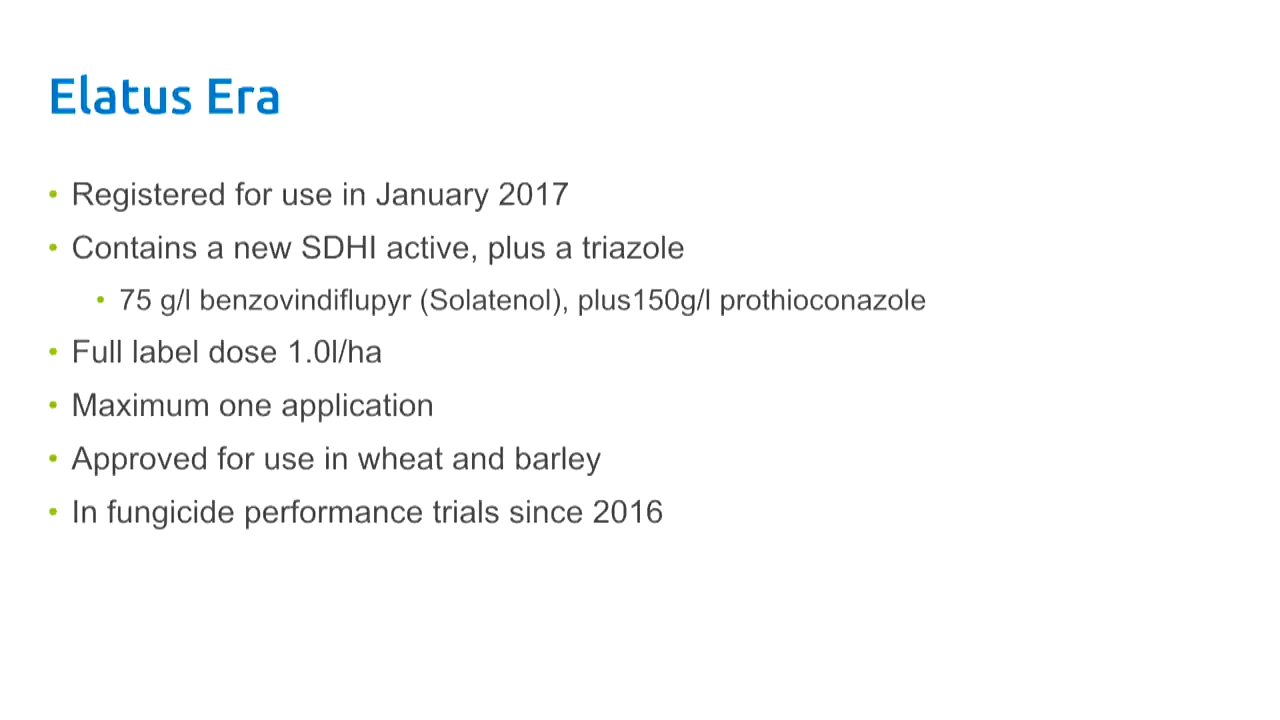 Elatus Era
• Registered for use in January 2017
• Contains a new SDHI active, plus a triazole
• 75 g/l benzovindiflupyr (Solatenol), plus150g/l prothioconazole
• Full label dose 1.0l/ha
• Maximum one application
• Approved for use in wheat and barley
• In fungicide performance trials since 2016